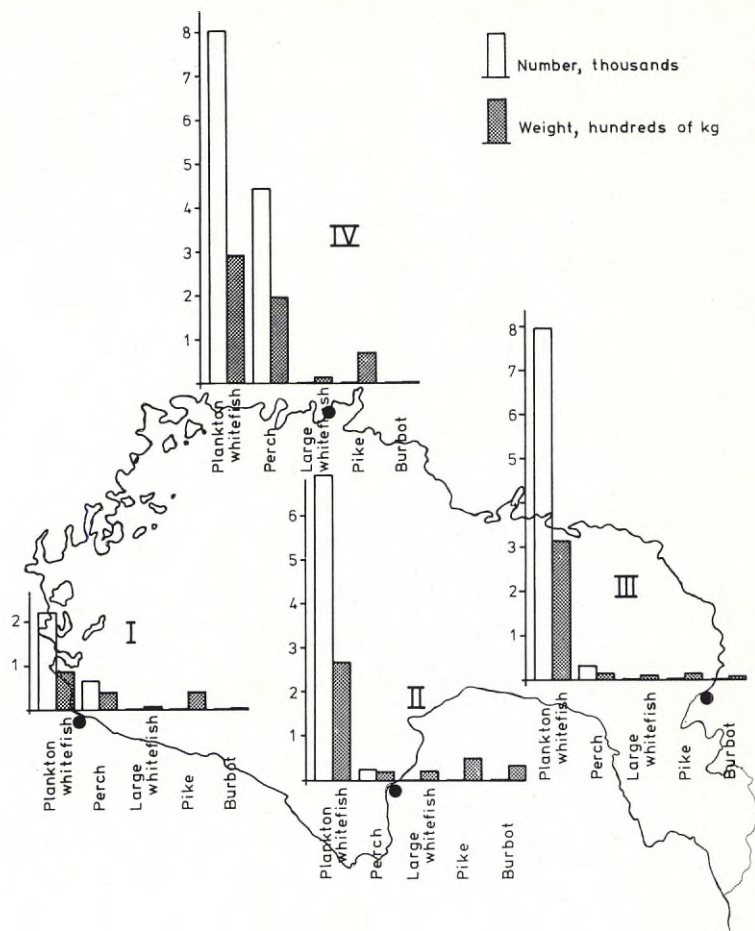 Number, thousands
Weight, hundreds of kg
8
7
6
5
4
3
2
1
IV
Plankton
whitefish
Perch
Large
whitefish
Pike
Burbot
8
7
6
5
4
3
2
1
III
Plankton
whitefish
Perch
Large
whitefish
Pike
Burbot
2
1
I
Plankton
whitefish
Perch
Large
whitefish
Pike
Burbot
6
5
4
3
2
1
II
Plankton
whitefish
Perch
Large
whitefish
Pike
Burbot